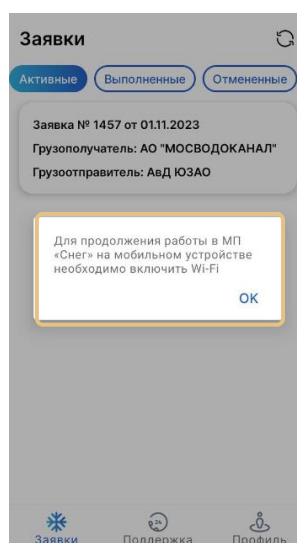 Заявки
Активные Выполненные Отмененные
Заявка № 1457 от 01.11.2023
Грузополучатель: АО "МОСВОДОКАНАЛ"
Грузоотправитель: АвД ЮЗАО
Для продолжения работы в МП
«Снег» на мобильном устройстве
необходимо включить Wi-Fi
OK
24
Заявки Поддержка Профиль